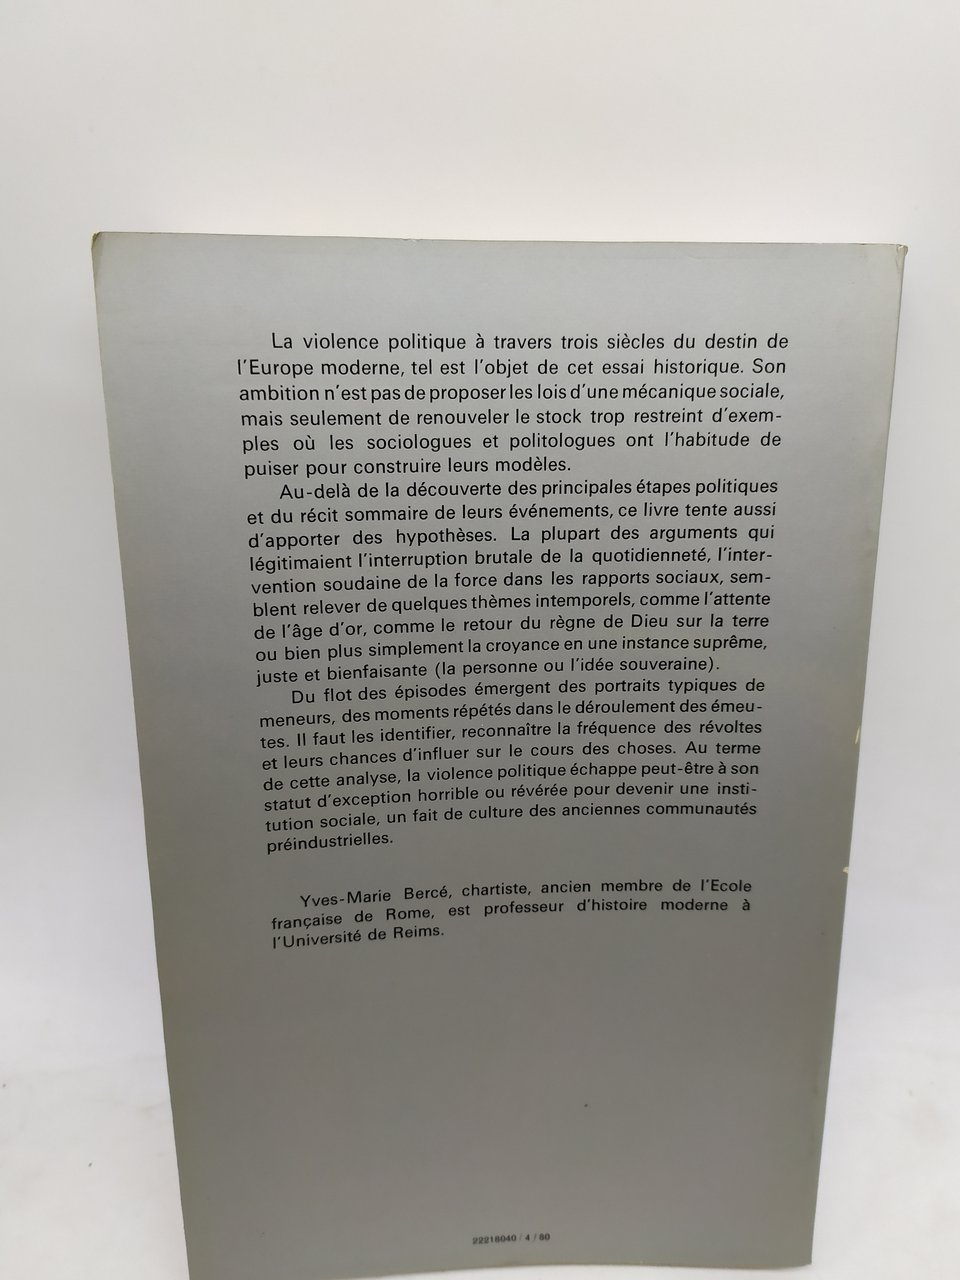 La violence politique à travers trois siècles du destin de
l'Europe moderne, tel est l'objet de cet essai historique. Son
ambition n'est pas de proposer les lois d'une mécanique sociale,
mais seulement de renouveler le stock trop restreint d'exem-
ples où les sociologues et politologues ont l'habitude de
puiser pour construire leurs modèles.
Au-delà de la découverte des principales étapes politiques
et du récit sommaire de leurs événements, ce livre tente aussi
d'apporter des hypothèses. La plupart des arguments qui
légitimaient l'interruption brutale de la quotidienneté, l'inter-
vention soudaine de la force dans les rapports sociaux, sem-
blent relever de quelques thèmes intemporels, comme l'attente
de l'âge d'or, comme le retour du règne de Dieu sur la terre
ou bien plus simplement la croyance en une instance suprême,
juste et bienfaisante (la personne ou l'idée souveraine).
Du flot des épisodes émergent des portraits typiques de
meneurs, des moments répétés dans le déroulement des émeu-
tes. Il faut les identifier, reconnaître la fréquence des révoltes
et leurs chances d'influer sur le cours des choses. Au terme
de cette analyse, la violence politique échappe peut-être à son
statut d'exception horrible ou révérée pour devenir une insti-
tution sociale, un fait de culture des anciennes communautés
préindustrielles.
Yves-Marie Bercé, chartiste, ancien membre de l'Ecole
française de Rome, est professeur d'histoire moderne à
l'Université de Reims.
22218040 / 4 / 80